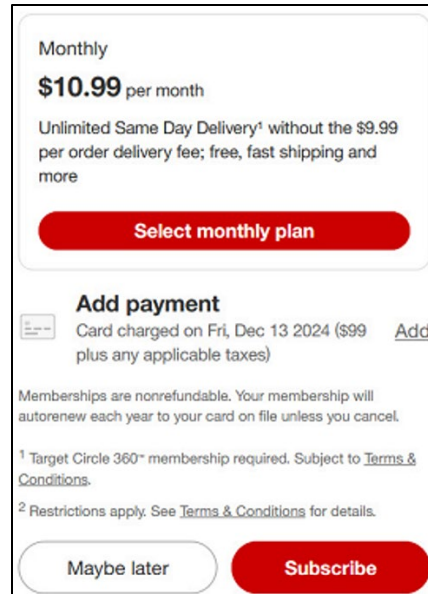 Monthly
$10.99 per month
Unlimited Same Day Delivery¹ without the $9.99
per order delivery fee; free, fast shipping and
more
Select monthly plan
Add payment
Card charged on Fri, Dec 13 2024 ($99
plus any applicable taxes)
Add
Memberships are nonrefundable. Your membership will
autorenew each year to your card on file unless you cancel.
¹ Target Circle 360™ membership required. Subject to Terms &
Conditions.
² Restrictions apply. See Terms & Conditions for details.
Maybe later
Subscribe